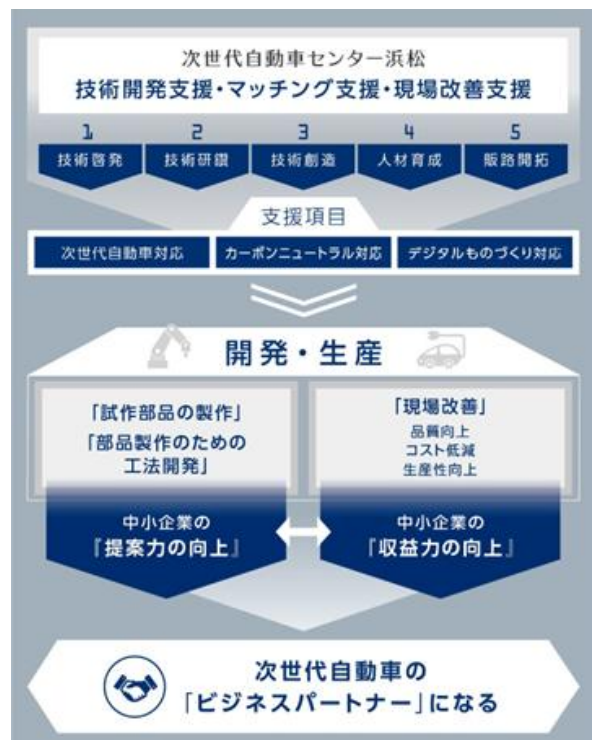 次世代自動車センター浜松
技術開発支援・マッチング支援・現場改善支援
1 2 3 4 5
技術啓発 技術研鑽 技術創造 人材育成 販路開拓
支援項目
次世代自動車対応 カーボンニュートラル対応 デジタルものづくり対応
開発・生産
「試作部品の製作」
「部品製作のための
工法開発」
「現場改善」
品質向上
コスト低減
生産性向上
中小企業の
『提案力の向上』
中小企業の
『収益力の向上』
次世代自動車の
「ビジネスパートナー」になる